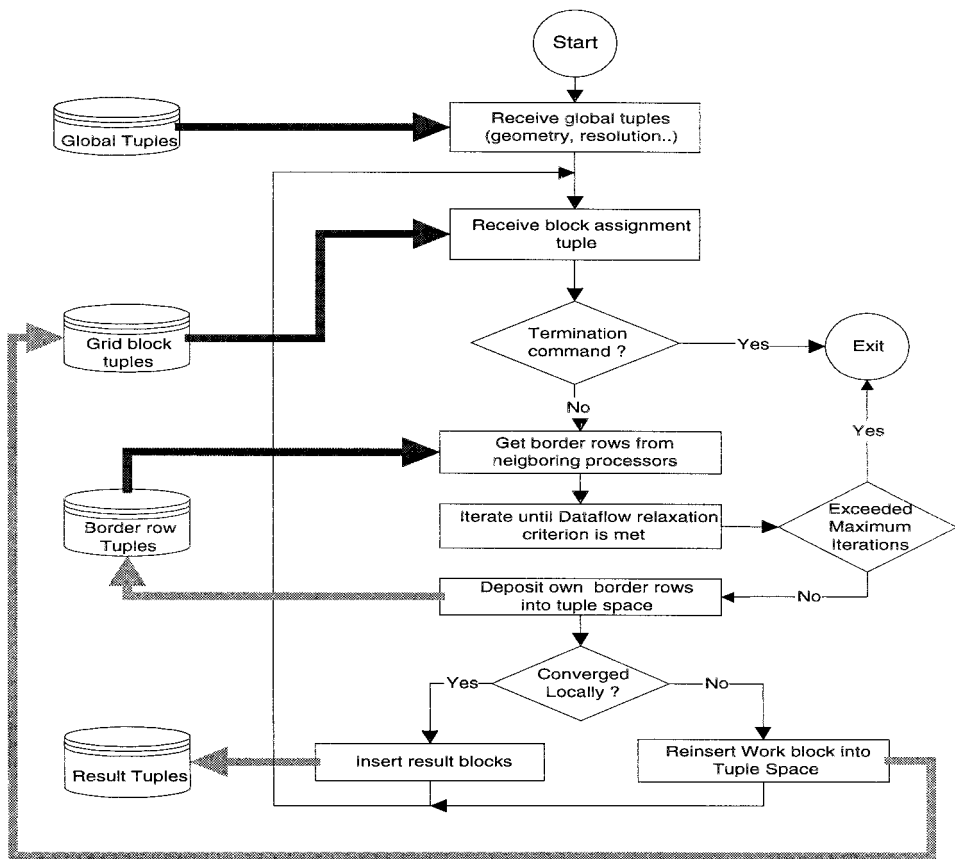 Start
Global Tuples
Receive global tuples
(geometry, resolution..)
Receive block assignment
tuple
Grid block
tuples
Termination
command ?
Yes
Exit
No
Yes
Get border rows from
neigboring processors
Border row
Tuples
Iterate until Dataflow relaxation
criterion is met
Exceeded
Maximum
Iterations
Deposit own border rows
into tuple space
No
Converged
Locally ?
Yes
No
Result Tuples
insert result blocks
Reinsert Work block into
Tuple Space